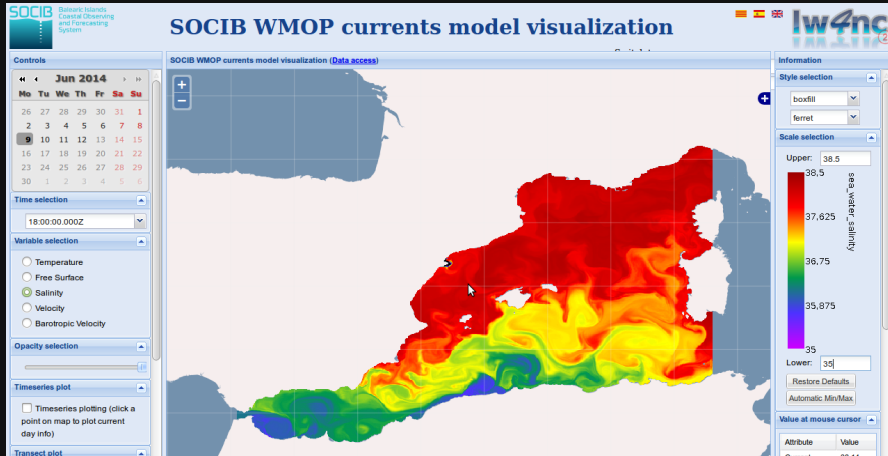 SOCIB
Balearic Islands
Coastal Observing
and Forecasting
System
SOCIB WMOP currents model visualization
lw4nc
2
Controls
SOCIB WMOP currents model visualization (Data access)
Information
Jun 2014
Mo Tu We Th Fr Sa Su
26 27 28 29 30 31 1
2 3 4 5 6 7 8
9 10 11 12 13 14 15
16 17 18 19 20 21 22
23 24 25 26 27 28 29
30 1 2 3 4 5 6
Time selection
18:00:00.000Z
Variable selection
Temperature
Free Surface
Salinity
Velocity
Barotropic Velocity
Opacity selection
Timeseries plot
Timeseries plotting (click a
point on map to plot current
day info)
Transect plot
+
−
+
Style selection
boxfill
ferret
Scale selection
Upper: 38.5
38,5
37,625
36,75
35,875
35
sea_water_salinity
Lower: 35
Restore Defaults
Automatic Min/Max
Value at mouse cursor
Attribute Value